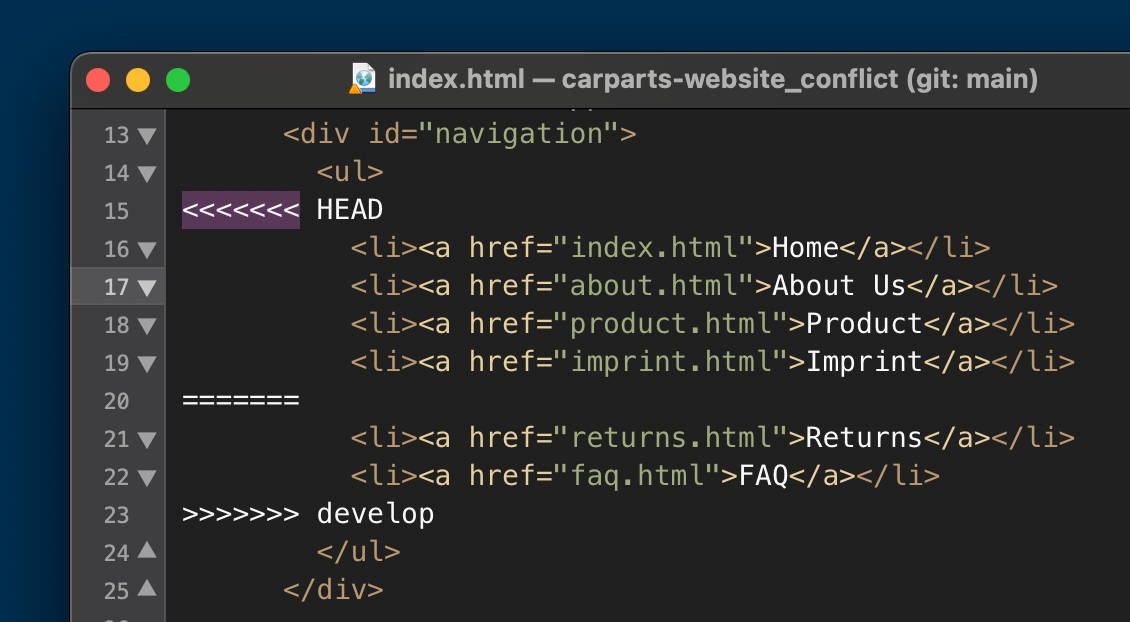 index.html — carparts-website_conflict (git: main)
13 <div id="navigation">
14 <ul>
15 <<<<<<< HEAD
16 <li><a href="index.html">Home</a></li>
17 <li><a href="about.html">About Us</a></li>
18 <li><a href="product.html">Product</a></li>
19 <li><a href="imprint.html">Imprint</a></li>
20 =======
21 <li><a href="returns.html">Returns</a></li>
22 <li><a href="faq.html">FAQ</a></li>
23 >>>>>>> develop
24 </ul>
25 </div>